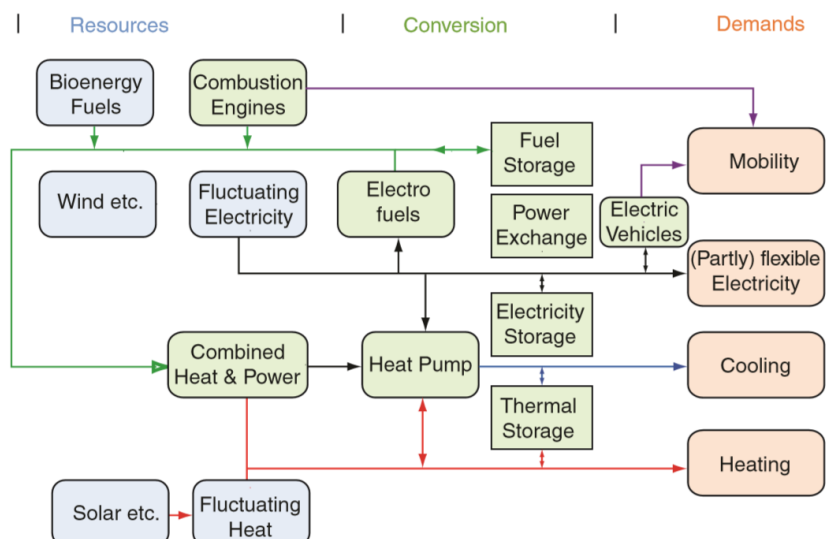 Resources
Conversion
Demands
Bioenergy
Fuels
Combustion
Engines
Fuel
Storage
Mobility
Wind etc.
Fluctuating
Electricity
Electro
fuels
Power
Exchange
Electric
Vehicles
(Partly) flexible
Electricity
Electricity
Storage
Combined
Heat & Power
Heat Pump
Cooling
Thermal
Storage
Heating
Solar etc.
Fluctuating
Heat